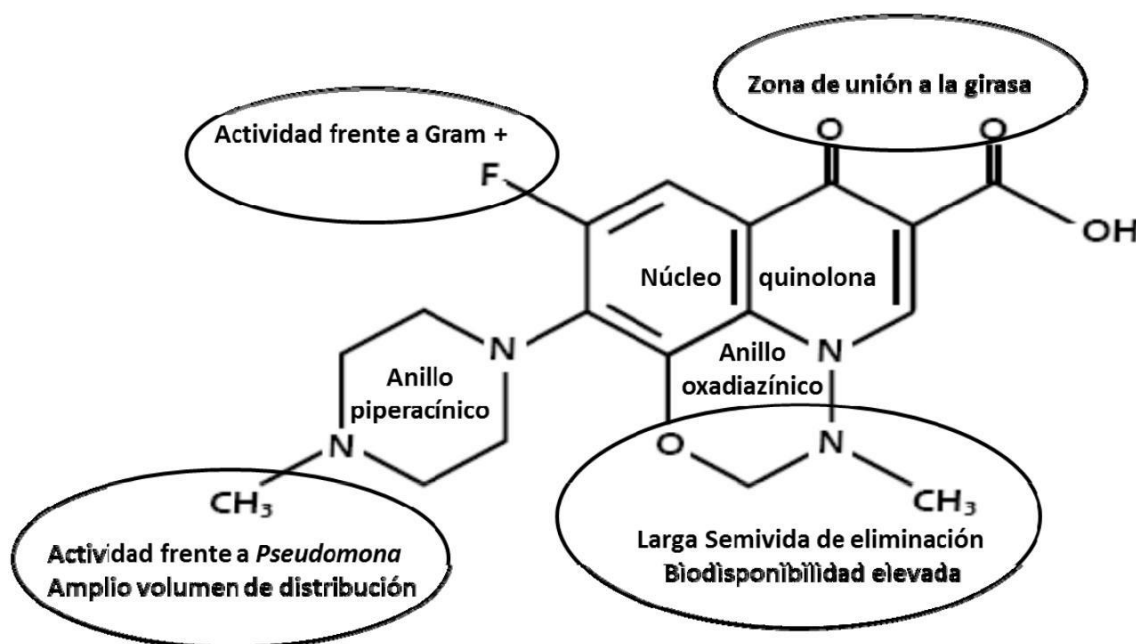 Zona de unión a la girasa
Actividad frente a Gram +
O
O
F
OH
Núcleo
quinolona
N
N
Anillo
oxadiazínico
Anillo
piperacínico
N
O
N
CH₃
CH₃
Actividad frente a Pseudomona
Amplio volumen de distribución
Larga Semivida de eliminación
Biodisponibilidad elevada